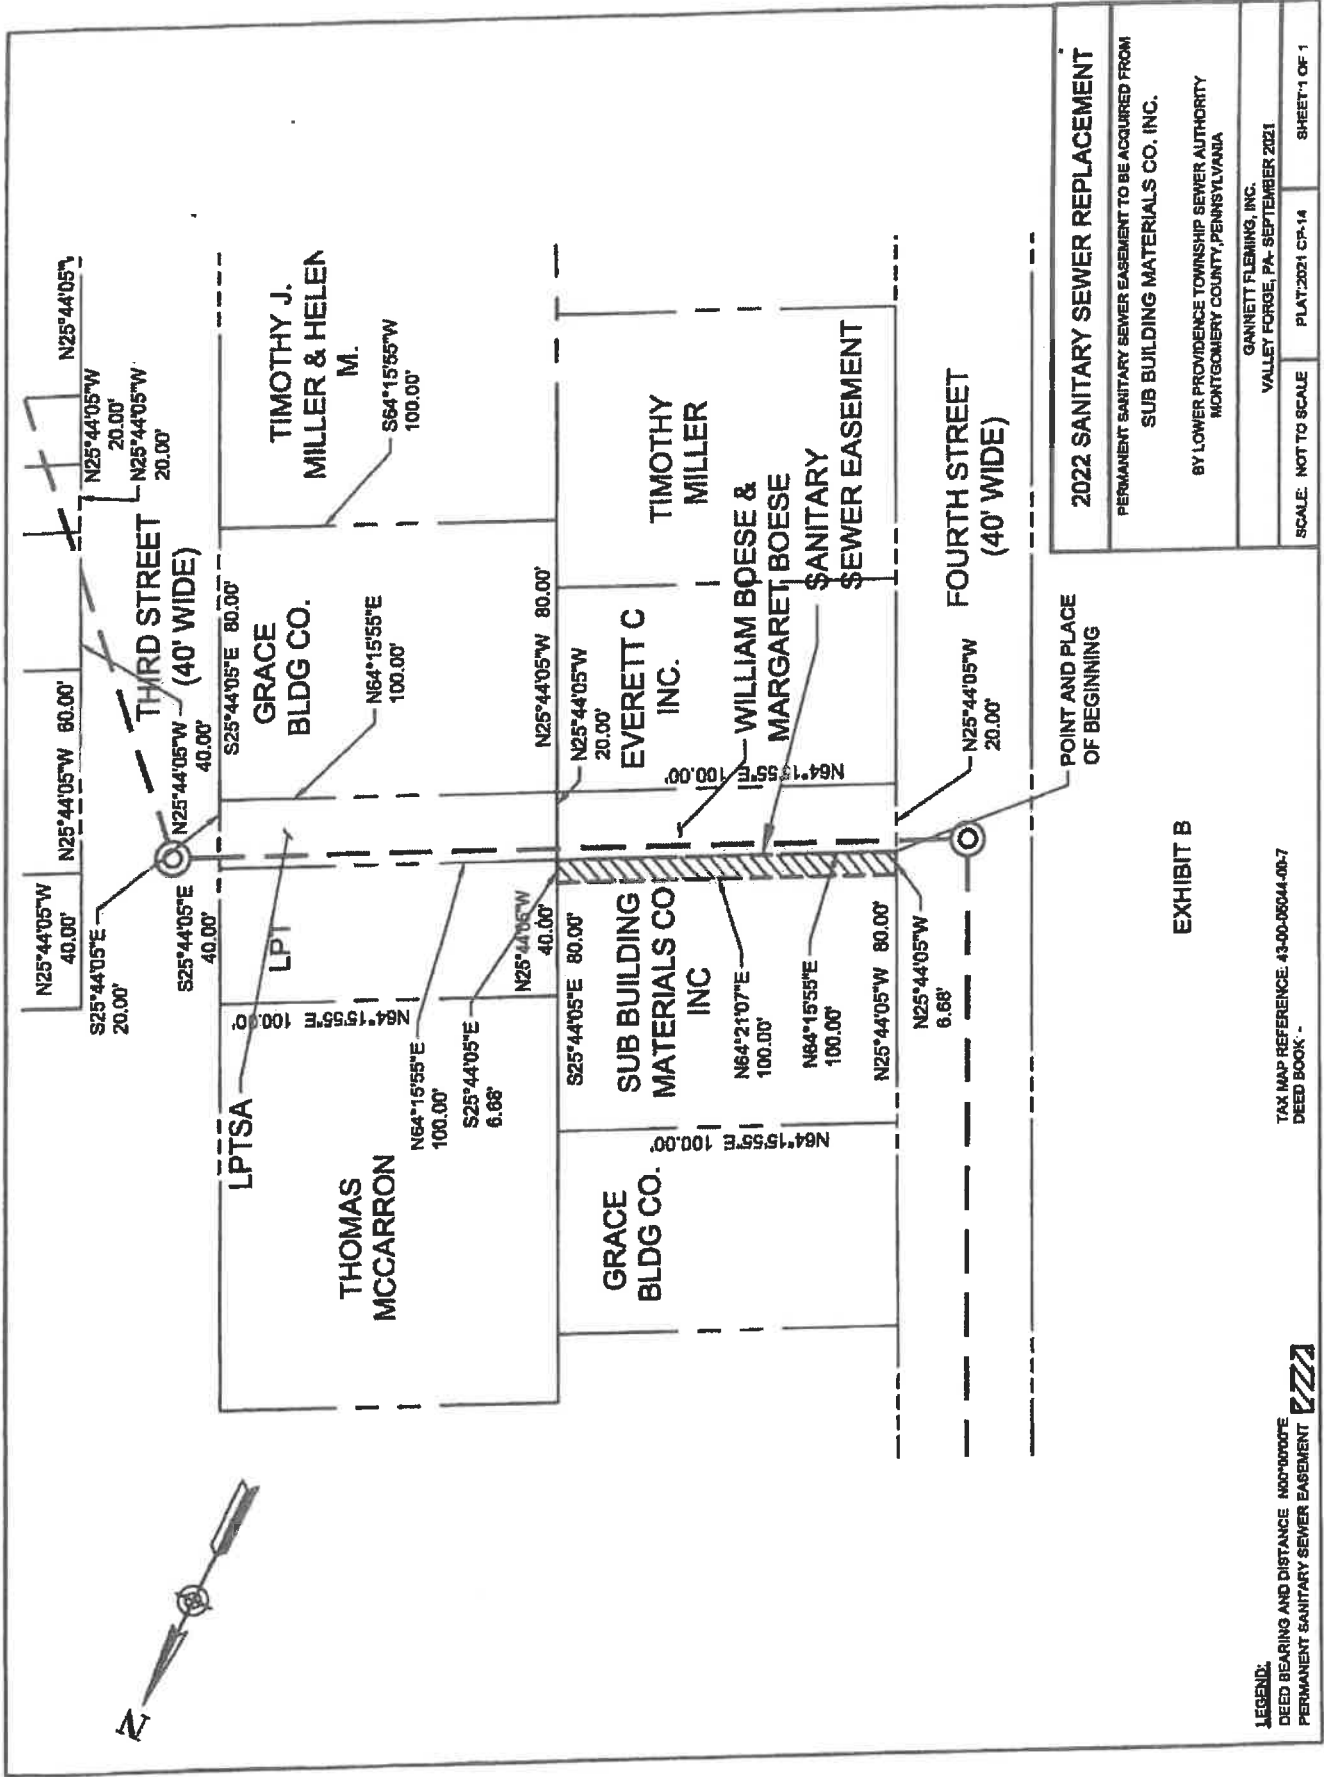 N25°44'05"W
40.00'
N25°44'05"W 60.00'
N25°44'05"W
20.00'
N25°44'05"W
20.00'
N25°44'05"
S25°44'05"E
20.00'
THIRD STREET
(40' WIDE)
N25°44'05"W
40.00'
S25°44'05"E
40.00'
S25°44'05"E 80.00'
LPTSA
LPT
GRACE
BLDG CO.
TIMOTHY J.
MILLER & HELEN
M.
S64°15'55"W
100.00'
N64°15'55"E
100.00'
N64°15'55"E 100.00'
THOMAS
MCCARRON
N64°15'55"E
100.00'
S25°44'05"E
6.68'
N25°44'05"W
40.00'
N25°44'05"W 80.00'
N25°44'05"W
20.00'
S25°44'05"E 80.00'
GRACE
BLDG CO.
N64°15'55"E 100.00'
SUB BUILDING
MATERIALS CO
INC
N64°21'07"E
100.00'
N64°15'55"E
100.00'
N25°44'05"W 80.00'
N25°44'05"W
6.68'
EVERETT C
INC.
N64°15'55"E 100.00'
TIMOTHY
MILLER
WILLIAM BOESE &
MARGARET BOESE
SANITARY
SEWER EASEMENT
FOURTH STREET
(40' WIDE)
N25°44'05"W
20.00'
POINT AND PLACE
OF BEGINNING
N
EXHIBIT B
TAX MAP REFERENCE: 43-00-05044-00-7
DEED BOOK: -
LEGEND:
DEED BEARING AND DISTANCE N00°00'00"E
PERMANENT SANITARY SEWER EASEMENT
2022 SANITARY SEWER REPLACEMENT
PERMANENT SANITARY SEWER EASEMENT TO BE ACQUIRED FROM
SUB BUILDING MATERIALS CO, INC.
BY LOWER PROVIDENCE TOWNSHIP SEWER AUTHORITY
MONTGOMERY COUNTY,PENNSYLVANIA
GANNETT FLEMING, INC.
VALLEY FORGE, PA- SEPTEMBER 2021
SCALE: NOT TO SCALE
PLAT:2021 CP-14
SHEET 1 OF 1